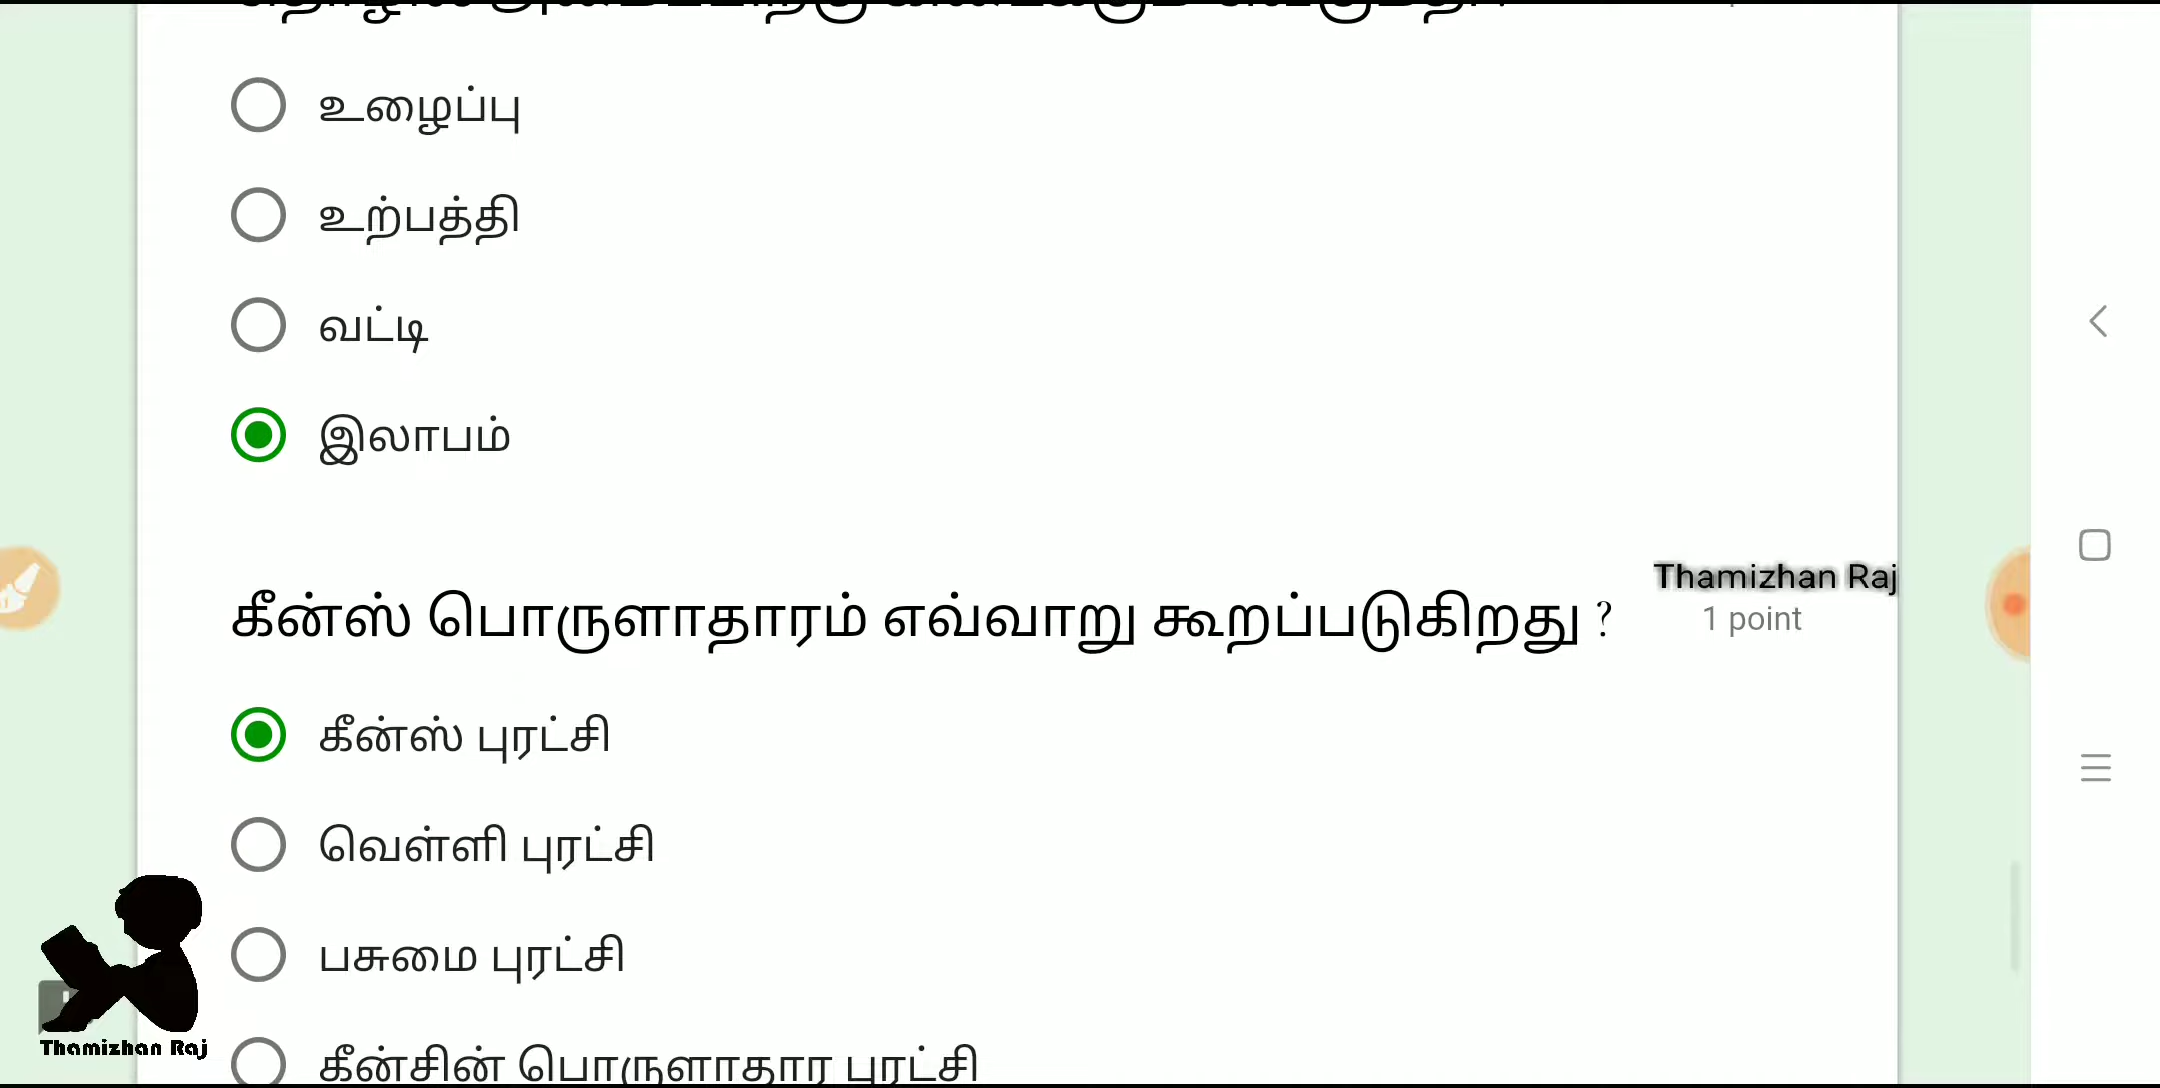 உழைப்பு
உற்பத்தி
வட்டி
இலாபம்
Thamizhan Raj
கீன்ஸ் பொருளாதாரம் எவ்வாறு கூறப்படுகிறது ?
1 point
கீன்ஸ் புரட்சி
வெள்ளி புரட்சி
பசுமை புரட்சி
Thamizhan Raj
கீன்சின் பொருளாதார புரட்சி